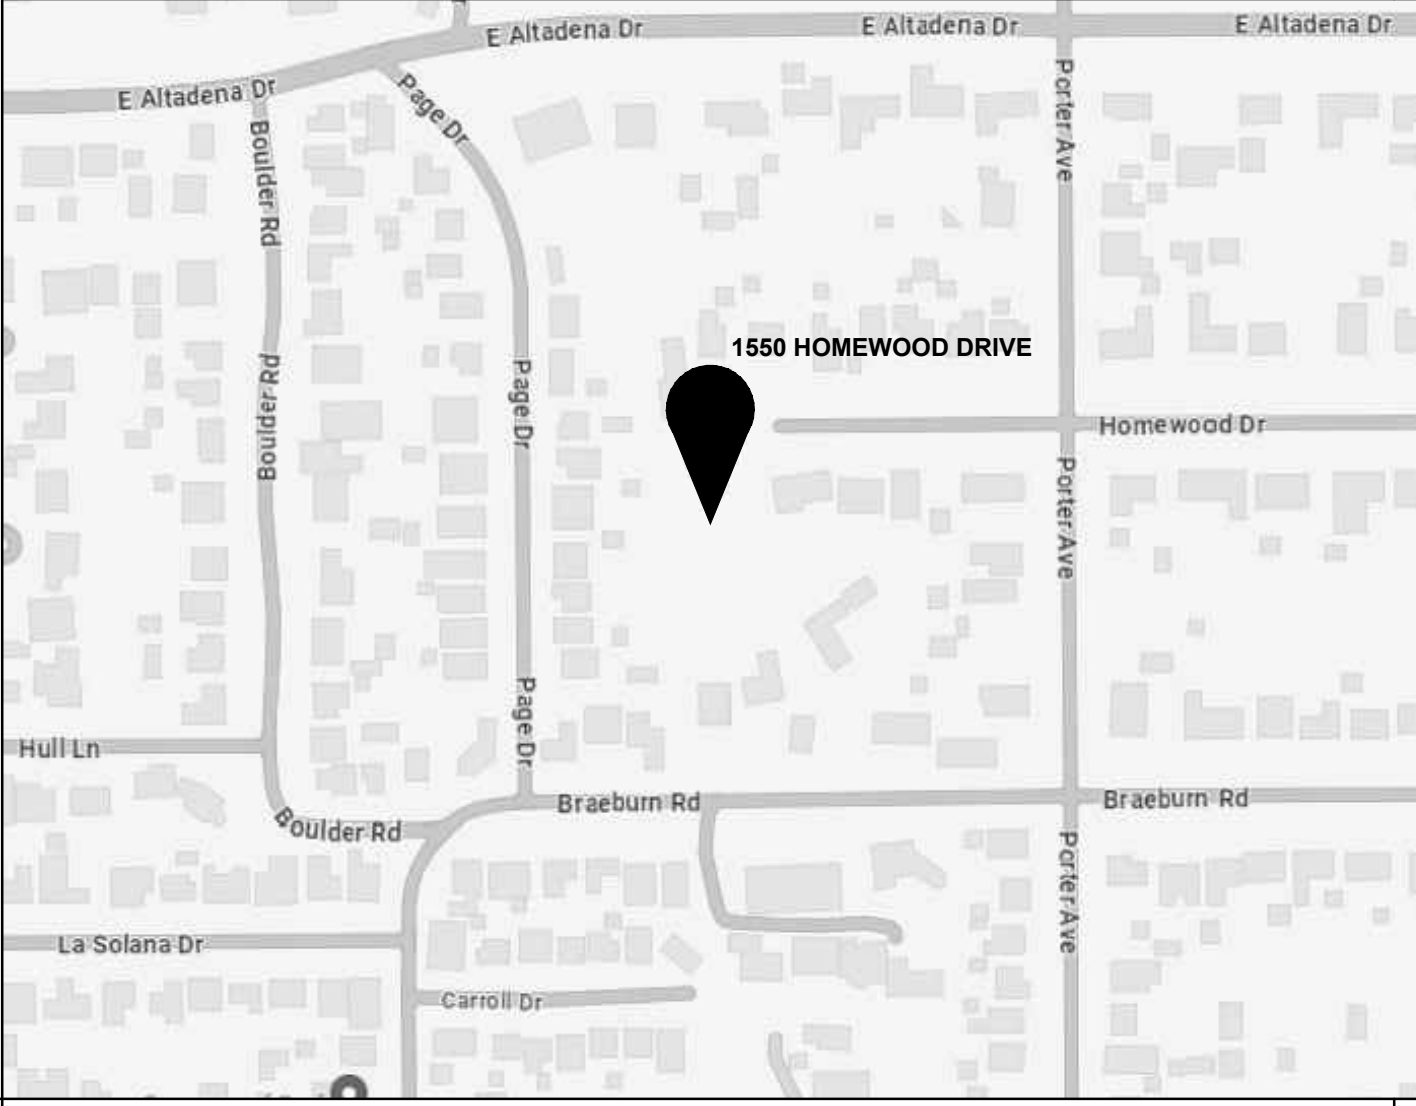 E Altadena Dr
E Altadena Dr
E Altadena Dr
E Altadena Dr
Page Dr
Porter Ave
Boulder Rd
1550 HOMEWOOD DRIVE
Boulder Rd
Page Dr
Homewood Dr
Porter Ave
Page Dr
Hull Ln
Braeburn Rd
Braeburn Rd
Boulder Rd
Porter Ave
La Solana Dr
Carroll Dr